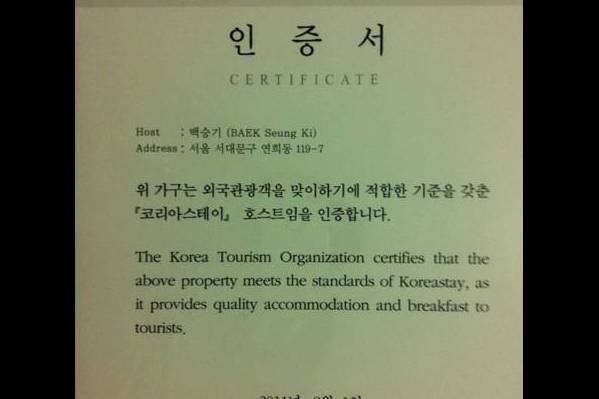 인 증 서
CERTIFICATE
Host : 백승기 (BAEK Seung Ki)
Address : 서울 서대문구 연희동 119-7
위 가구는 외국관광객을 맞이하기에 적합한 기준을 갖춘
『코리아스테이』 호스트임을 인증합니다.
The Korea Tourism Organization certifies that the
above property meets the standards of Koreastay, as
it provides quality accommodation and breakfast to
tourists.